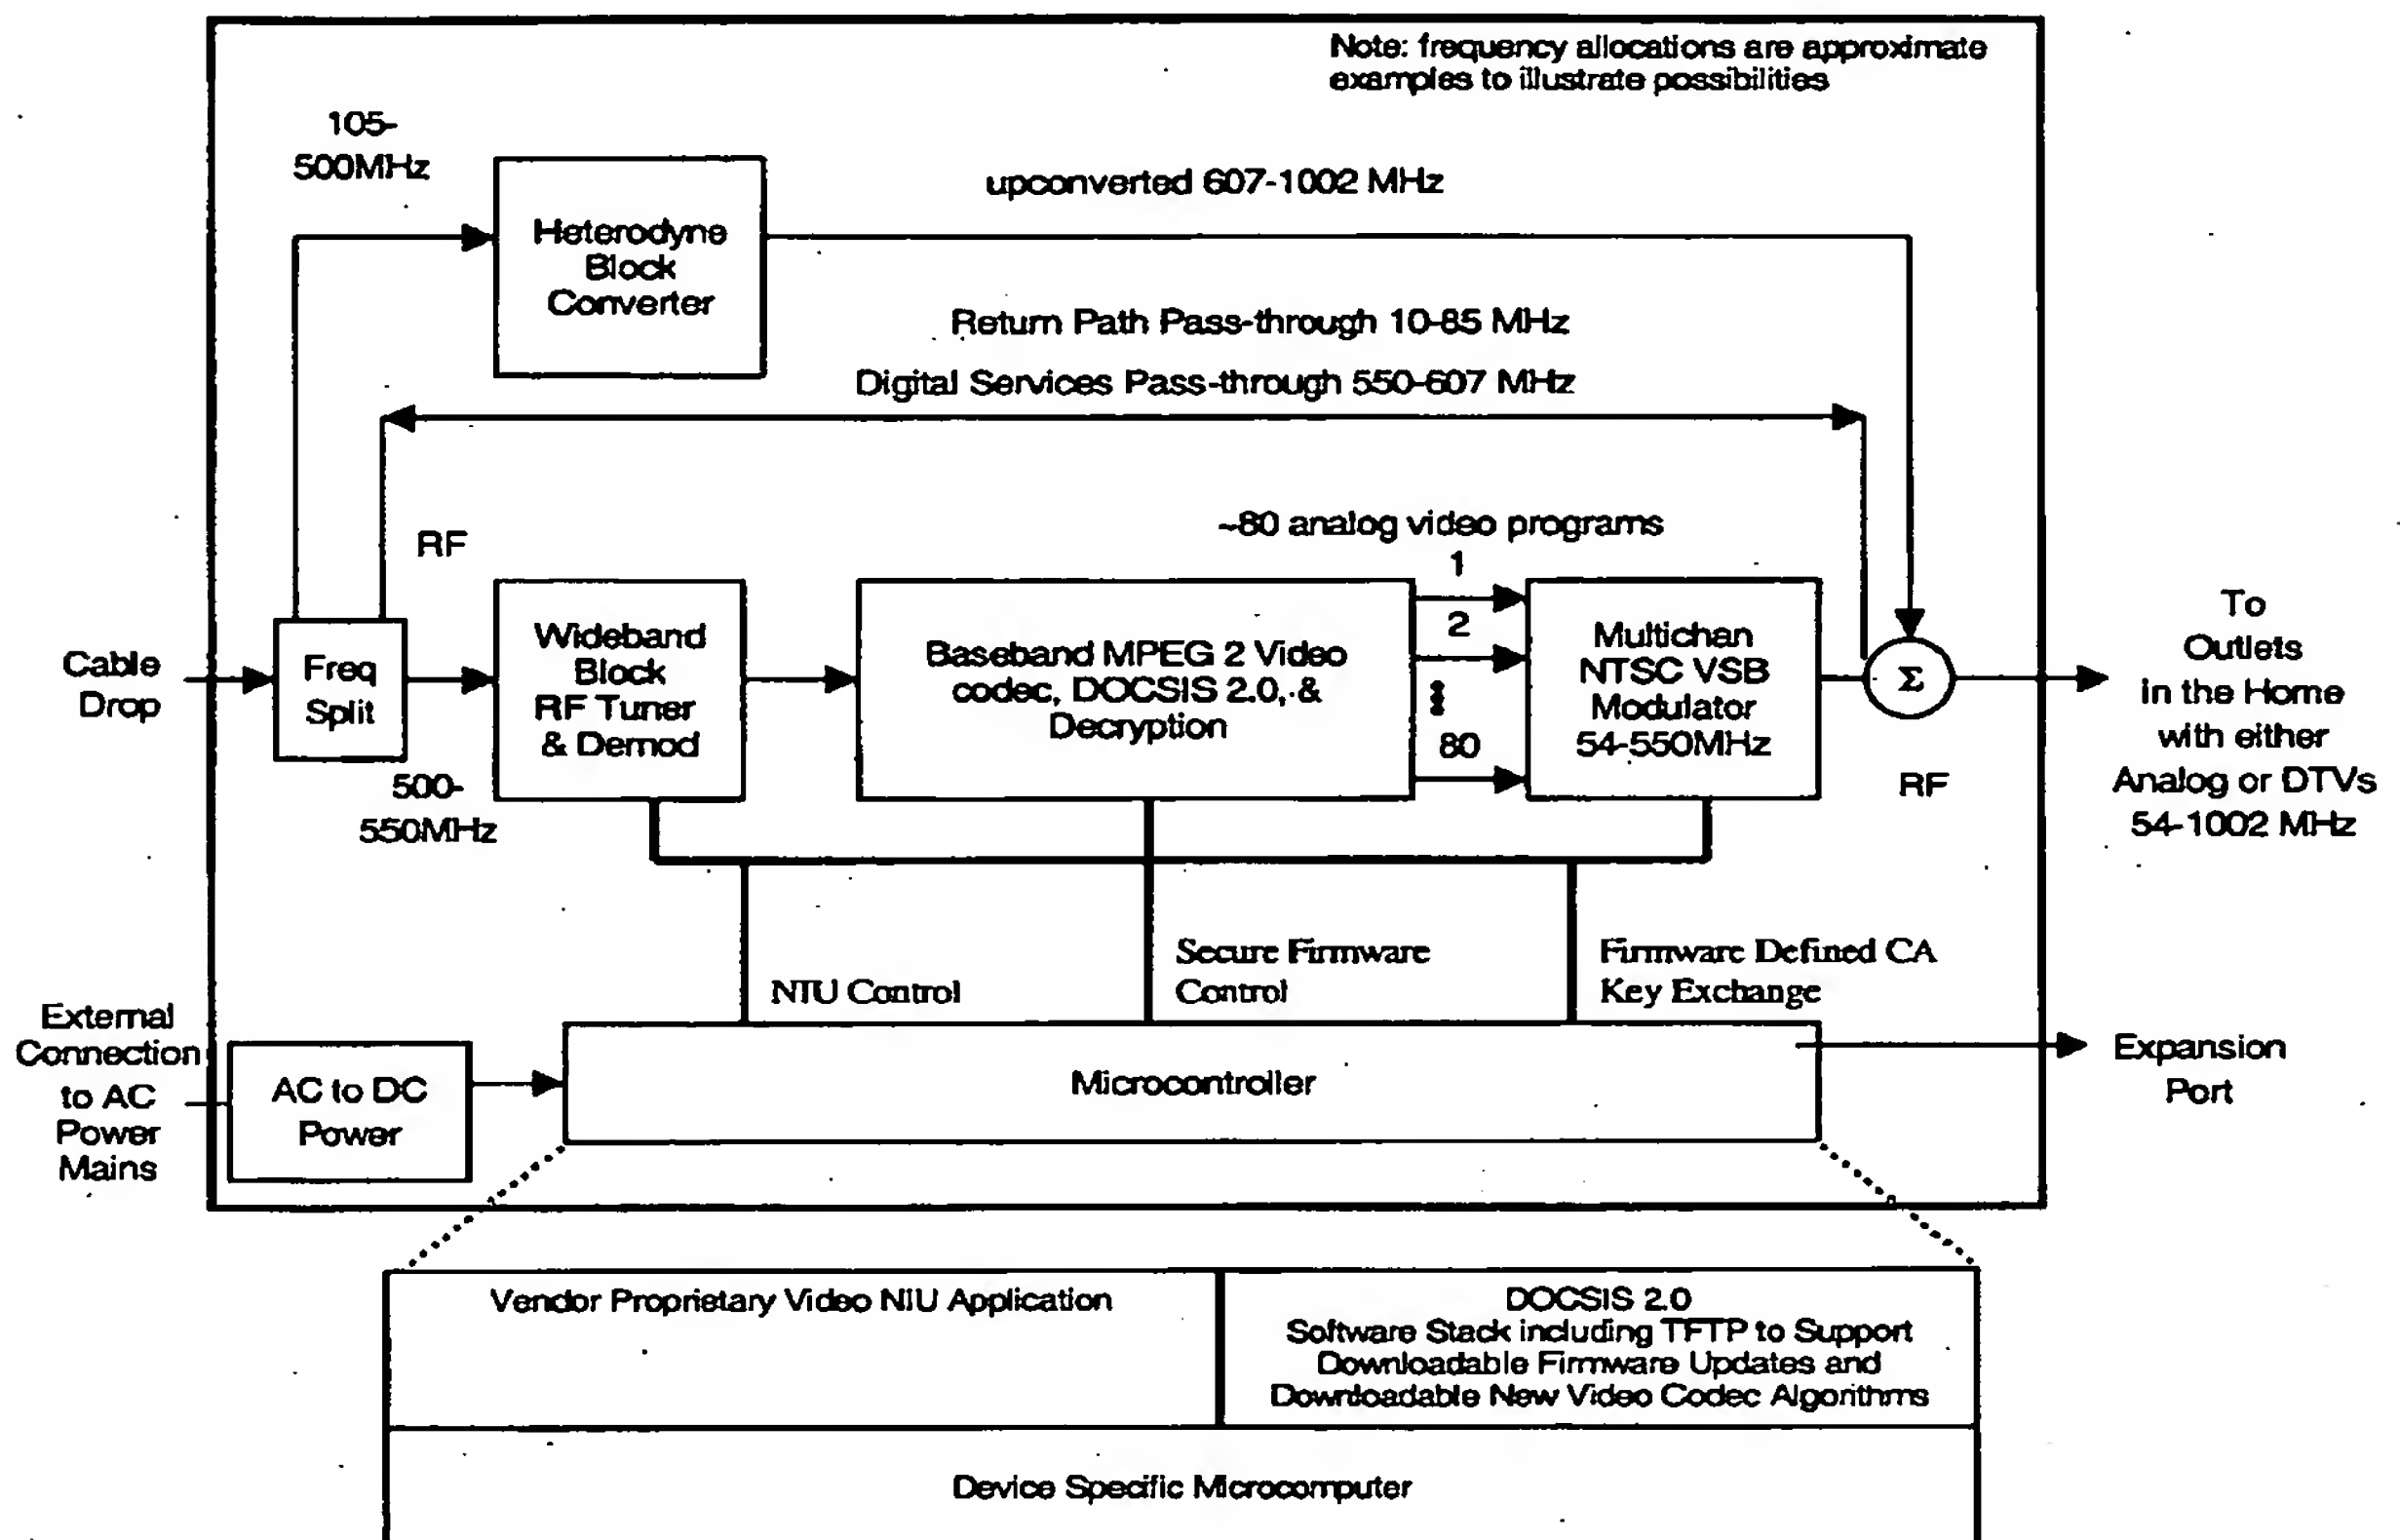 Note: frequency allocations are approximate
examples to illustrate possibilities
105-
500MHz
upconverted 607-1002 MHz
Heterodyne
Block
Converter
Return Path Pass-through 10-85 MHz
Digital Services Pass-through 550-607 MHz
RF
~80 analog video programs
1
2
80
Cable
Drop
Freq
Split
500-
550MHz
Wideband
Block
RF Tuner
& Demod
Baseband MPEG 2 Video
codec, DOCSIS 2.0, &
Decryption
Multichan
NTSC VSB
Modulator
54-550MHz
Σ
RF
To
Outlets
in the Home
with either
Analog or DTVs
54-1002 MHz
NIU Control
Secure Firmware
Control
Firmware Defined CA
Key Exchange
External
Connection
to AC
Power
Mains
AC to DC
Power
Microcontroller
Expansion
Port
Vendor Proprietary Video NIU Application
DOCSIS 2.0
Software Stack including TFTP to Support
Downloadable Firmware Updates and
Downloadable New Video Codec Algorithms
Device Specific Microcomputer